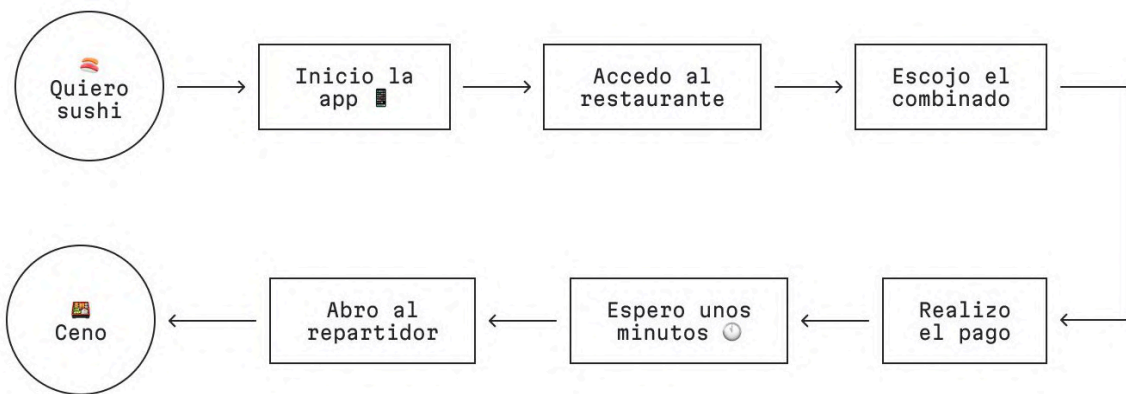 🍣
Quiero
sushi
Inicio la
app 📱
Accedo al
restaurante
Escojo el
combinado
Realizo
el pago
Espero unos
minutos 🕛
Abro al
repartidor
🍱
Ceno